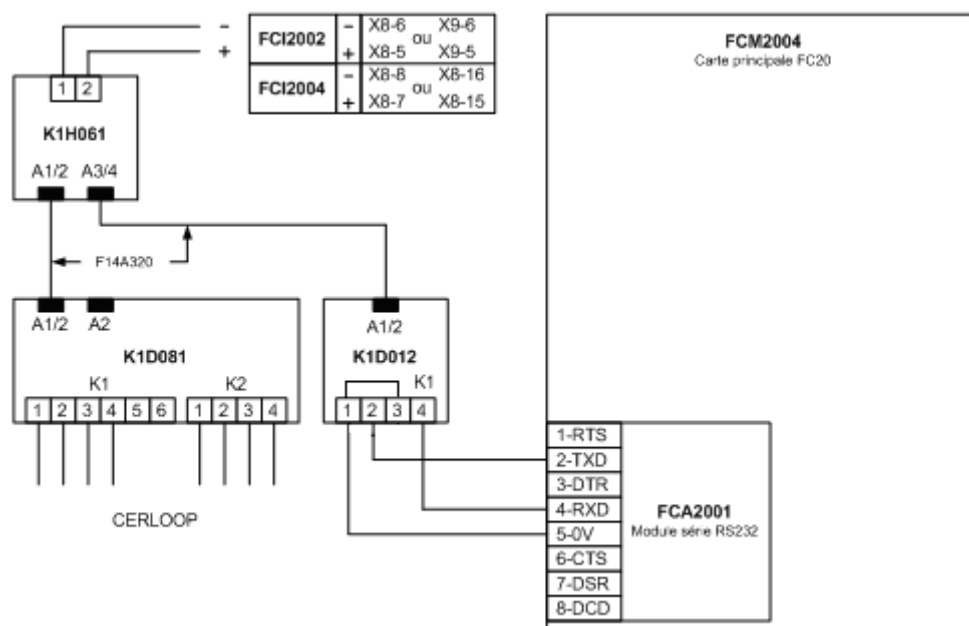 - X8-6 X9-6
FCI2002 ou
+ X8-5 X9-5
- X8-8 X8-16
FCI2004 ou
+ X8-7 X8-15
-
+
1 2
K1H061
A1/2 A3/4
F14A320
A1/2 A2
K1D081
K1 K2
1 2 3 4 5 6 1 2 3 4
CERLOOP
A1/2
K1D012
K1
1 2 3 4
FCM2004
Carte principale FC20
1-RTS
2-TXD
3-DTR
4-RXD
5-0V
6-CTS
7-DSR
8-DCD
FCA2001
Module série RS232